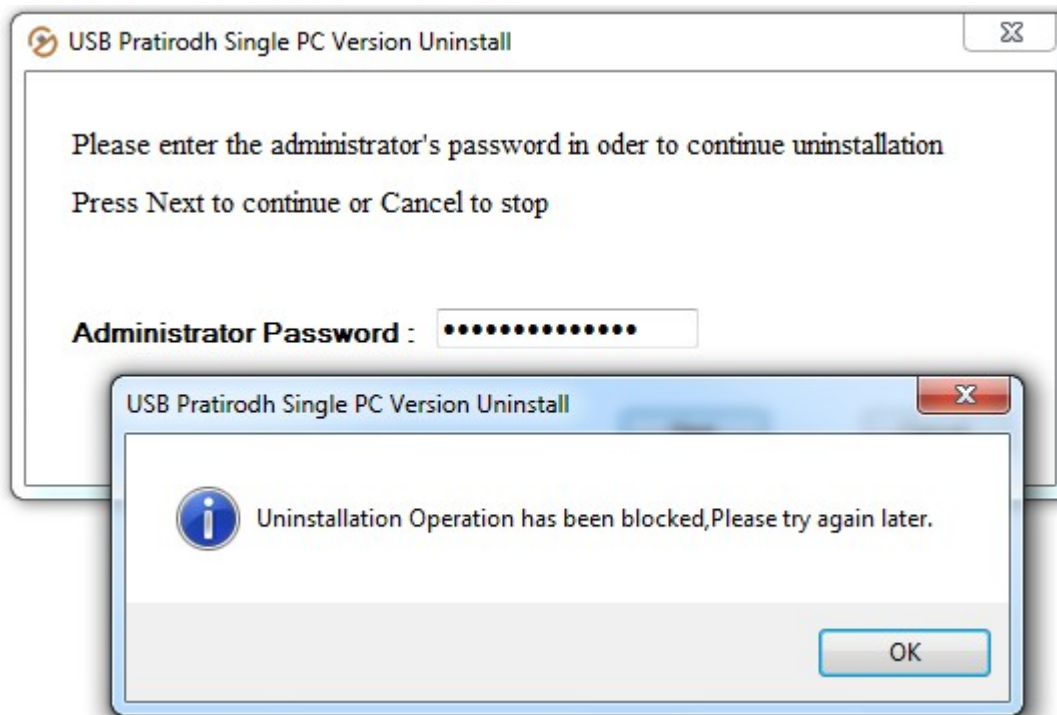 USB Pratirodh Single PC Version Uninstall
Please enter the administrator's password in oder to continue uninstallation
Press Next to continue or Cancel to stop
Administrator Password :
USB Pratirodh Single PC Version Uninstall
Uninstallation Operation has been blocked,Please try again later.
OK